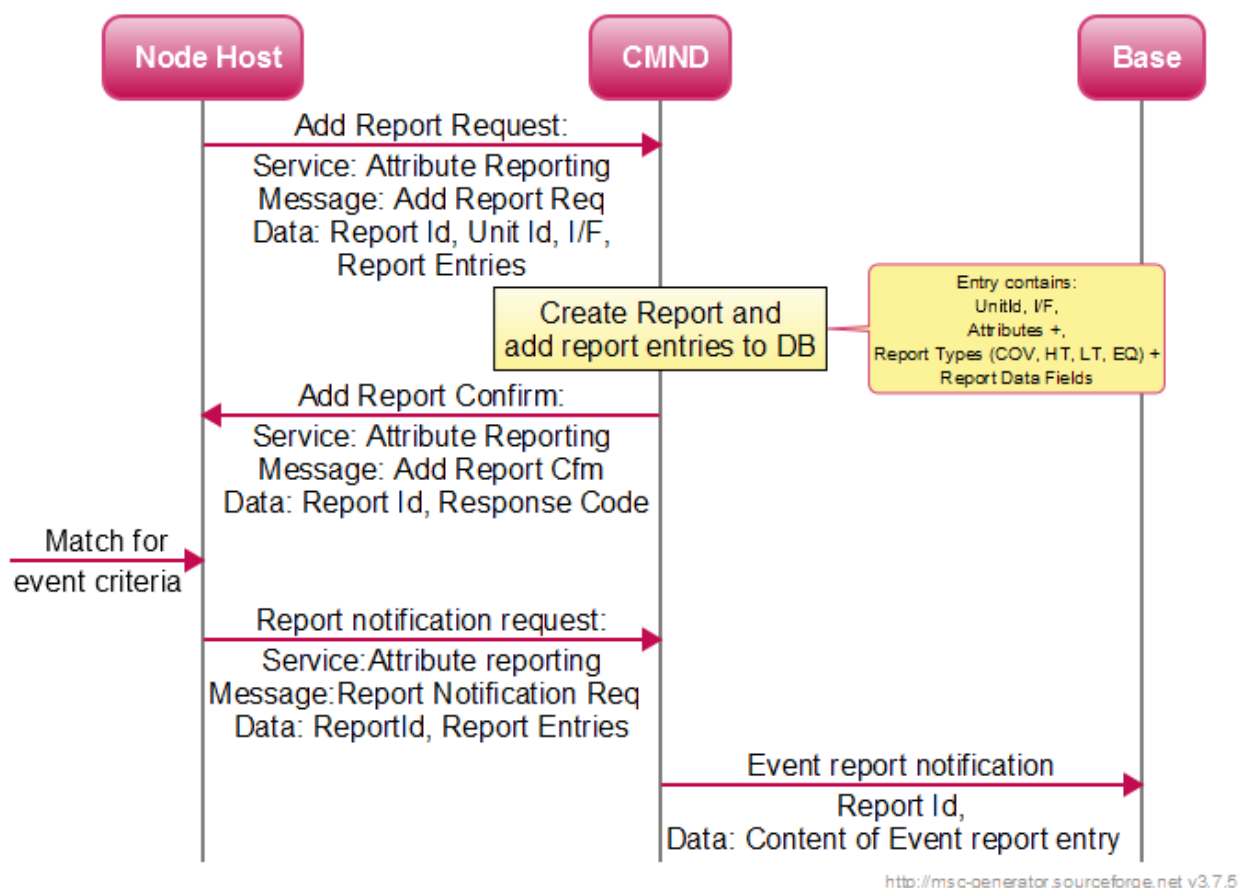 Node Host
CMND
Base
Add Report Request:
Service: Attribute Reporting
Message: Add Report Req
Data: Report Id, Unit Id, I/F,
Report Entries
Create Report and
add report entries to DB
Entry contains:
UnitId, I/F,
Attributes +,
Report Types (COV, HT, LT, EQ) +
Report Data Fields
Add Report Confirm:
Service: Attribute Reporting
Message: Add Report Cfm
Data: Report Id, Response Code
Match for
event criteria
Report notification request:
Service:Attribute reporting
Message:Report Notification Req
Data: ReportId, Report Entries
Event report notification
Report Id,
Data: Content of Event report entry
http://msc-generator.sourceforge.net v3.7.5